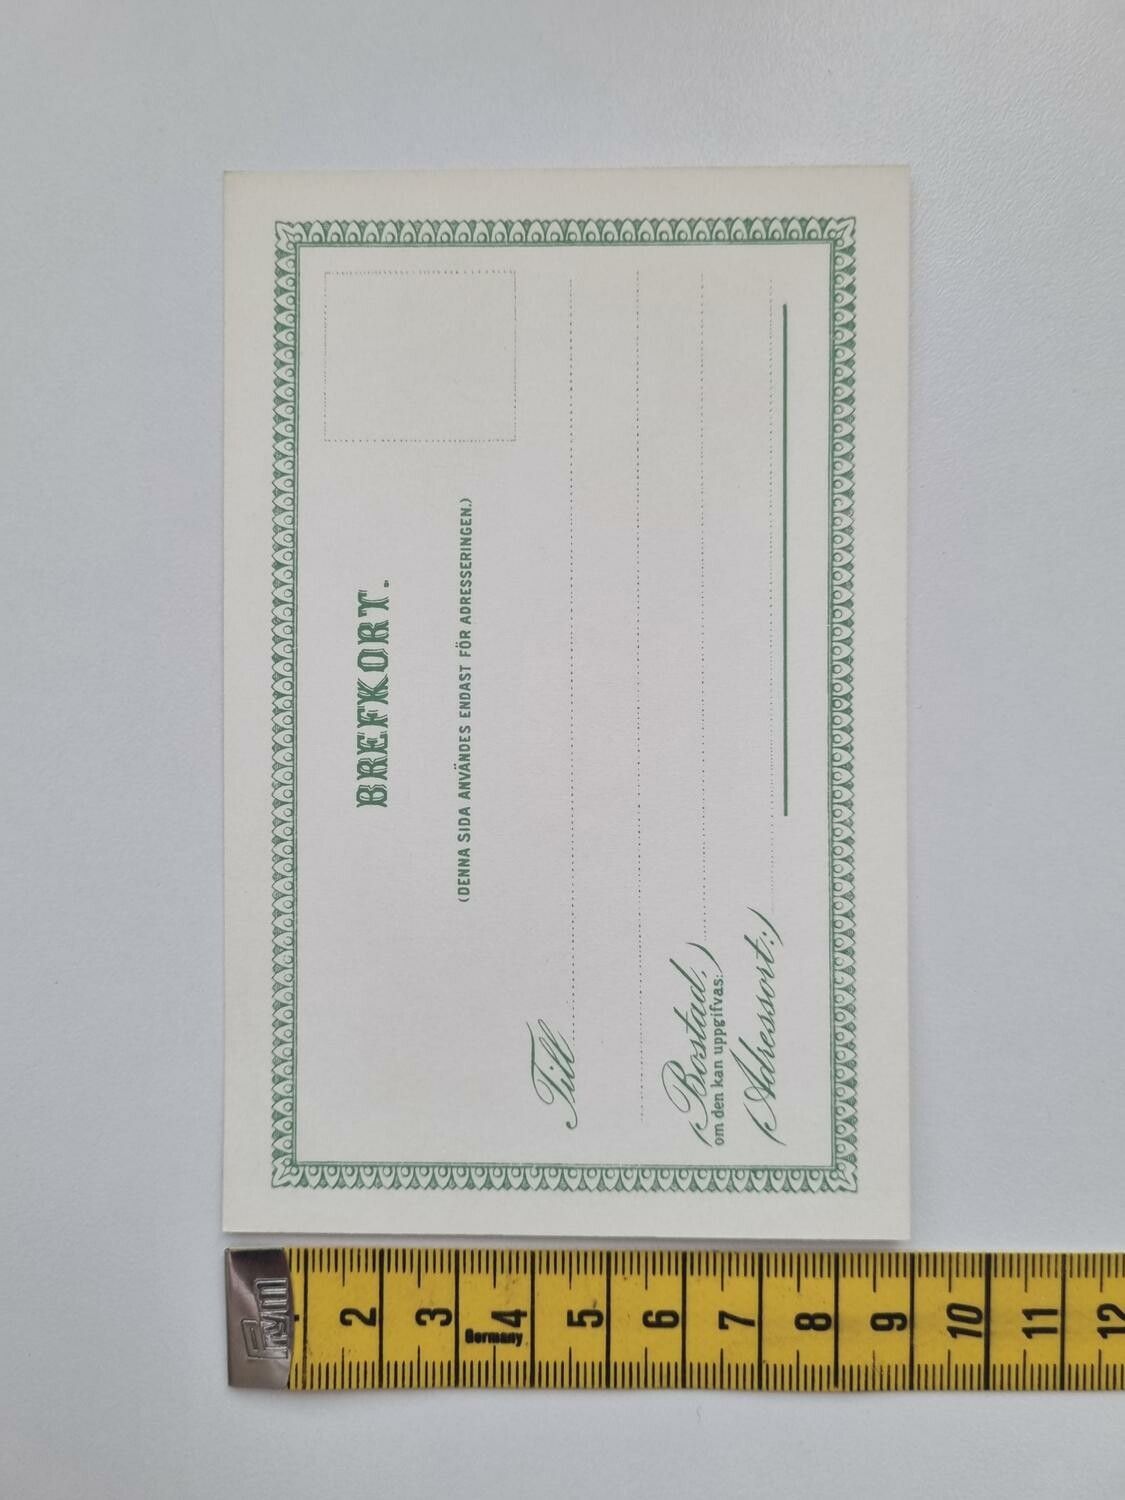 BREFKORT.
(DENNA SIDA ANVÄNDES ENDAST FÖR ADRESSERINGEN.)
Till
(Bostad,)
om den kan uppgifvas:
(Adressort:)
Prym
2 3 4 5 6 7 8 9 10 11 12
Germany